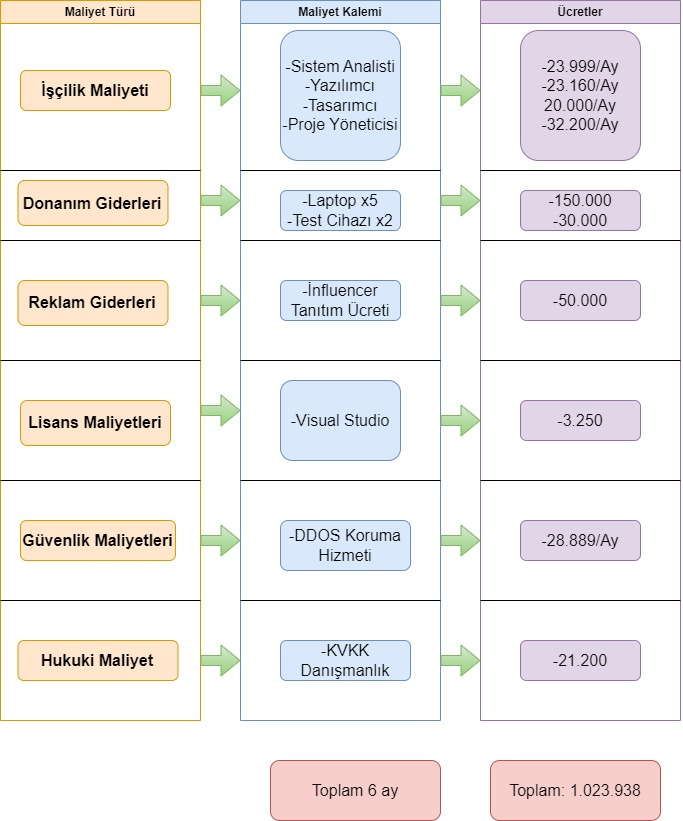 Maliyet Türü
Maliyet Kalemi
Ücretler
İşçilik Maliyeti
-Sistem Analisti
-Yazılımcı
-Tasarımcı
-Proje Yöneticisi
-23.999/Ay
-23.160/Ay
20.000/Ay
-32.200/Ay
Donanım Giderleri
-Laptop x5
-Test Cihazı x2
-150.000
-30.000
Reklam Giderleri
-İnfluencer
Tanıtım Ücreti
-50.000
Lisans Maliyetleri
-Visual Studio
-3.250
Güvenlik Maliyetleri
-DDOS Koruma
Hizmeti
-28.889/Ay
Hukuki Maliyet
-KVKK
Danışmanlık
-21.200
Toplam 6 ay
Toplam: 1.023.938